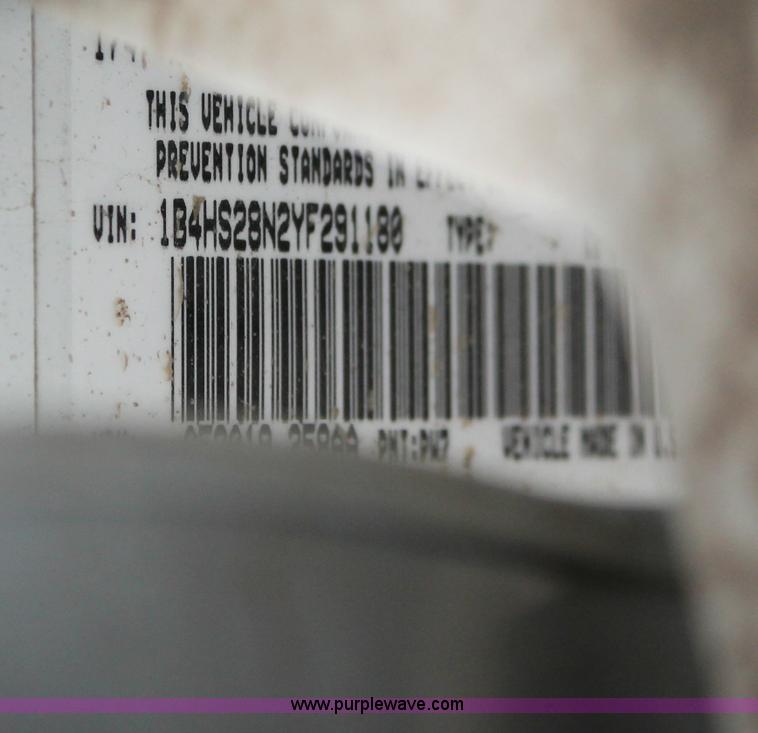 THIS VEHICLE
PREVENTION STANDARDS IN
VIN: 1B4HS28N2YF291180 TYPE:
PNT:PW7 VEHICLE MADE IN
www.purplewave.com